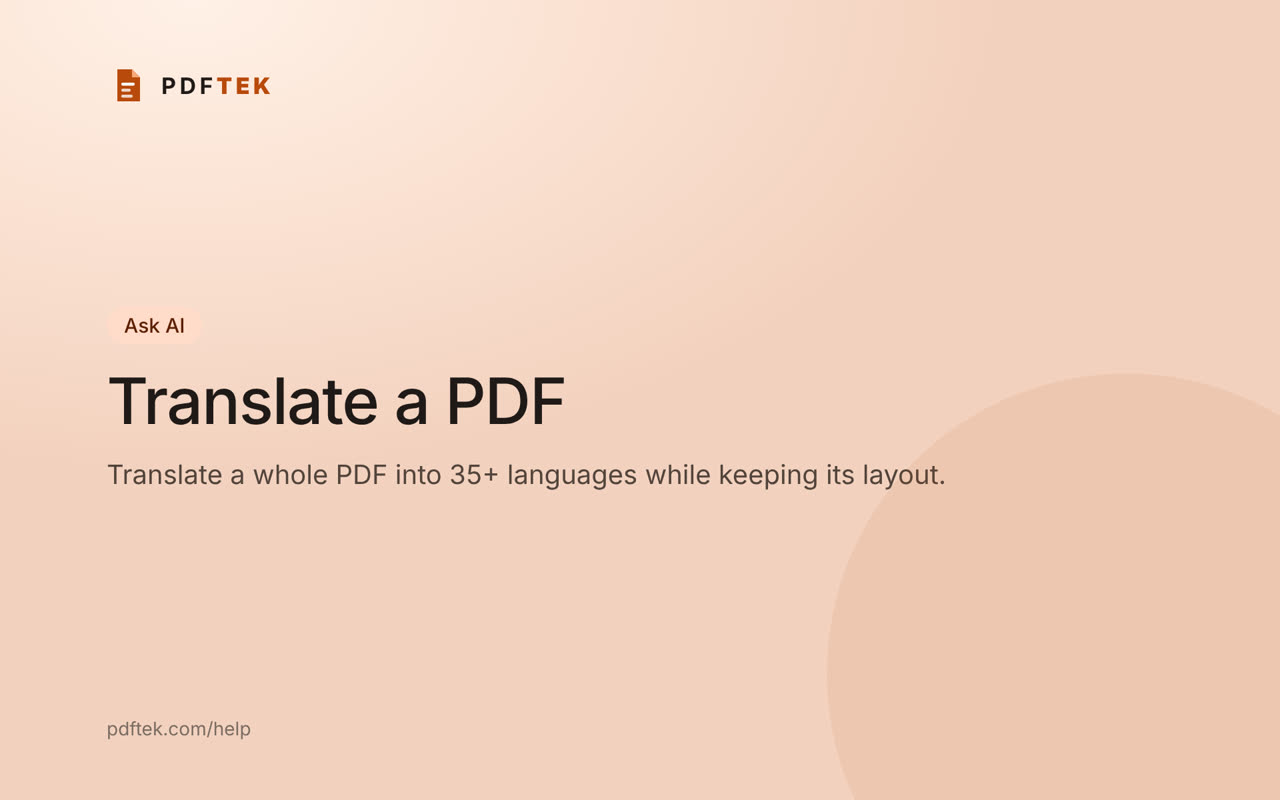 PDFTEK
Ask AI
Translate a PDF
Translate a whole PDF into 35+ languages while keeping its layout.
pdftek.com/help